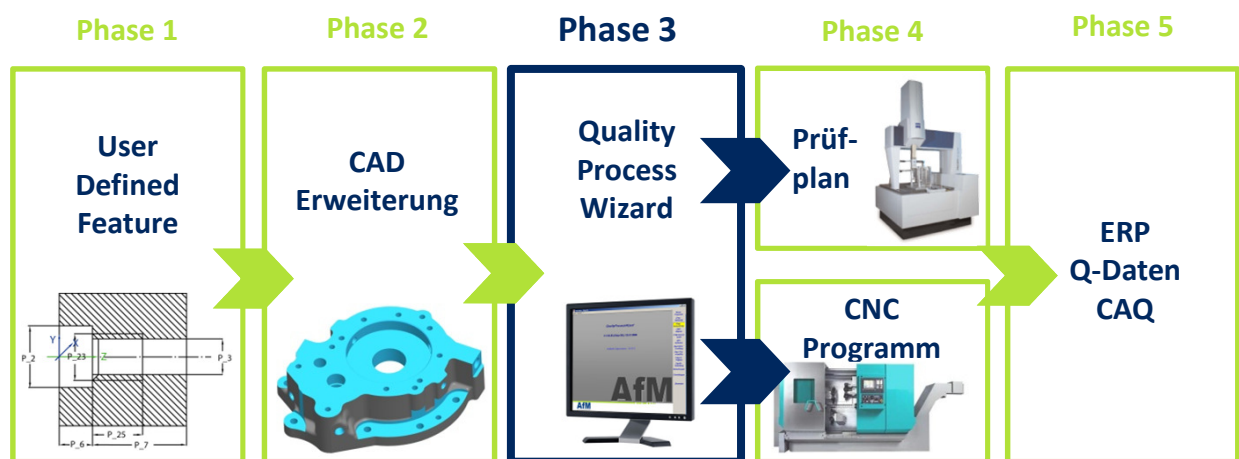 Phase 1
Phase 2
Phase 3
Phase 4
Phase 5
User
Defined
Feature
P_2
Y
X
P_23
Z
P_3
P_25
P_6
P_7
CAD
Erweiterung
Quality
Process
Wizard
AfM
AfM
Prüf-
plan
CNC
Programm
ERP
Q-Daten
CAQ